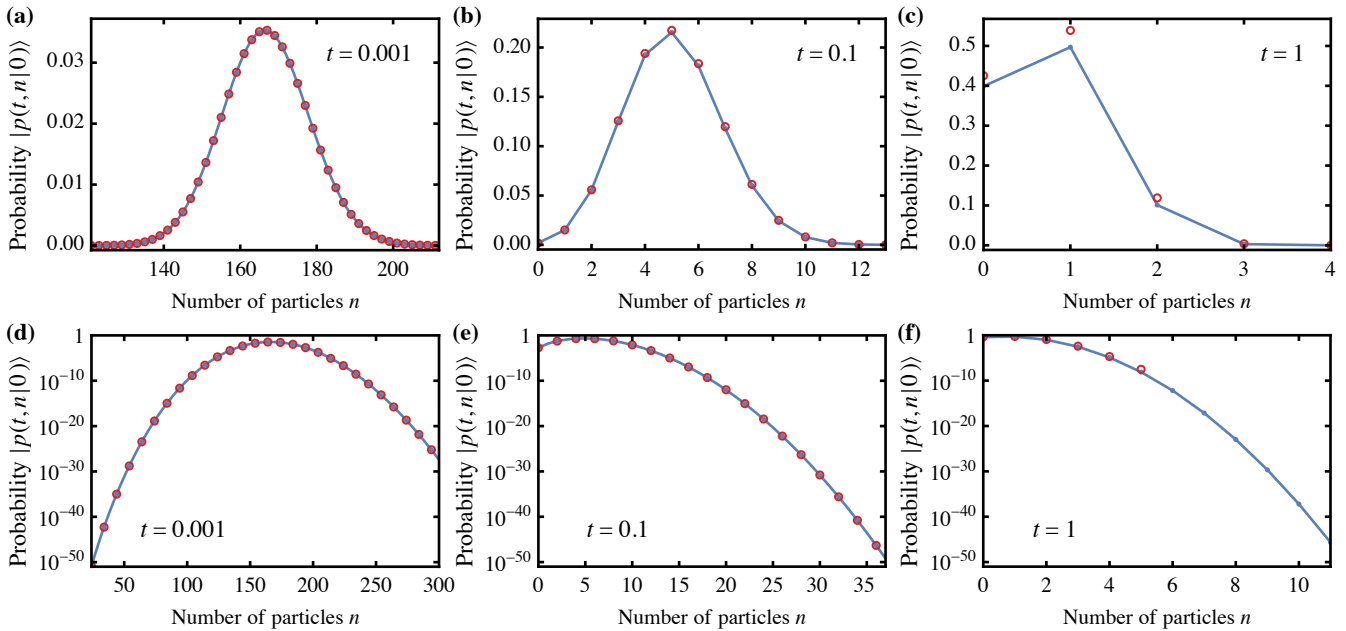 (a)
Probability |p(t, n|0)⟩
0.03
0.02
0.01
0.00
t = 0.001
140 160 180 200
Number of particles n
(b)
Probability |p(t, n|0)⟩
0.20
0.15
0.10
0.05
0.00
t = 0.1
0 2 4 6 8 10 12
Number of particles n
(c)
Probability |p(t, n|0)⟩
0.5
0.4
0.3
0.2
0.1
0.0
t = 1
0 1 2 3 4
Number of particles n
(d)
Probability |p(t, n|0)⟩
1
10⁻¹⁰
10⁻²⁰
10⁻³⁰
10⁻⁴⁰
10⁻⁵⁰
t = 0.001
50 100 150 200 250 300
Number of particles n
(e)
Probability |p(t, n|0)⟩
1
10⁻¹⁰
10⁻²⁰
10⁻³⁰
10⁻⁴⁰
10⁻⁵⁰
t = 0.1
0 5 10 15 20 25 30 35
Number of particles n
(f)
Probability |p(t, n|0)⟩
1
10⁻¹⁰
10⁻²⁰
10⁻³⁰
10⁻⁴⁰
10⁻⁵⁰
t = 1
0 2 4 6 8 10
Number of particles n